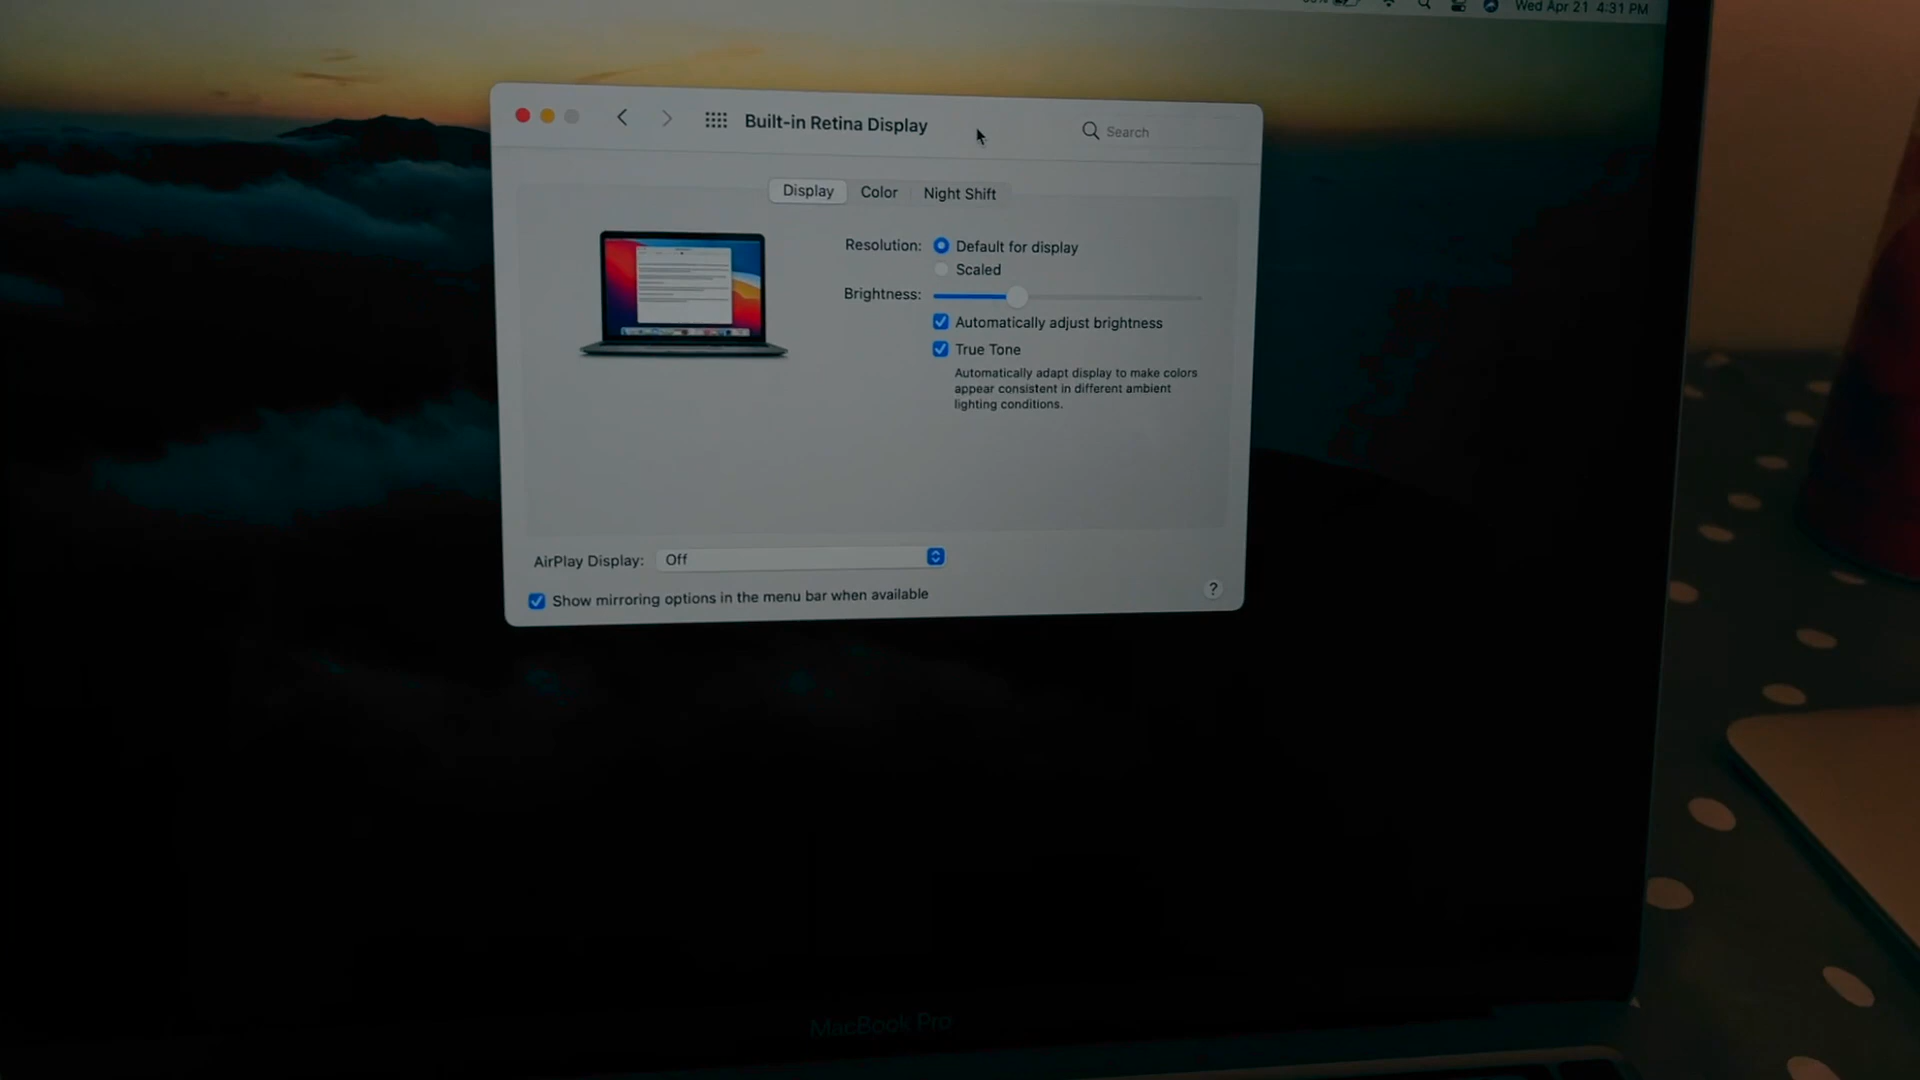 Wed Apr 21 4:31 PM
Built-in Retina Display
Search
Display Color Night Shift
Resolution: Default for display
Scaled
Brightness:
Automatically adjust brightness
True Tone
Automatically adapt display to make colors
appear consistent in different ambient
lighting conditions.
AirPlay Display: Off
Show mirroring options in the menu bar when available
?
MacBook Pro